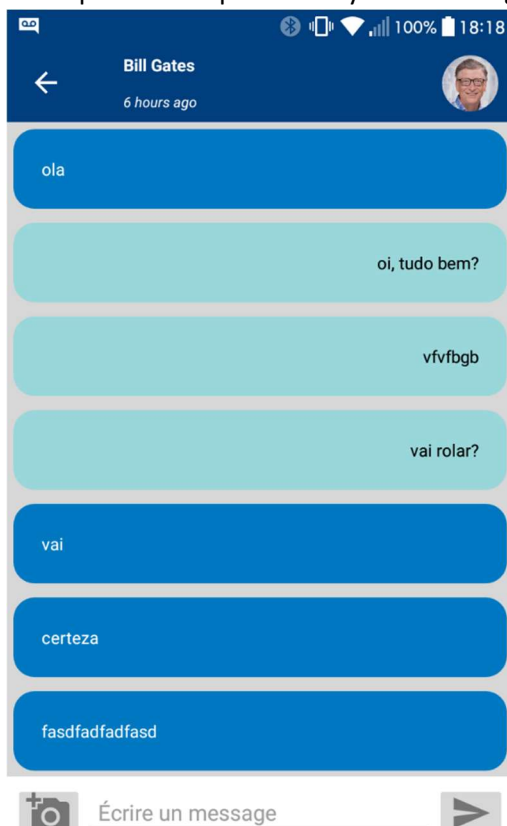 100% 18:18
Bill Gates
6 hours ago
ola
oi, tudo bem?
vfvfbgb
vai rolar?
vai
certeza
fasdfadfadfasd
Écrire un message